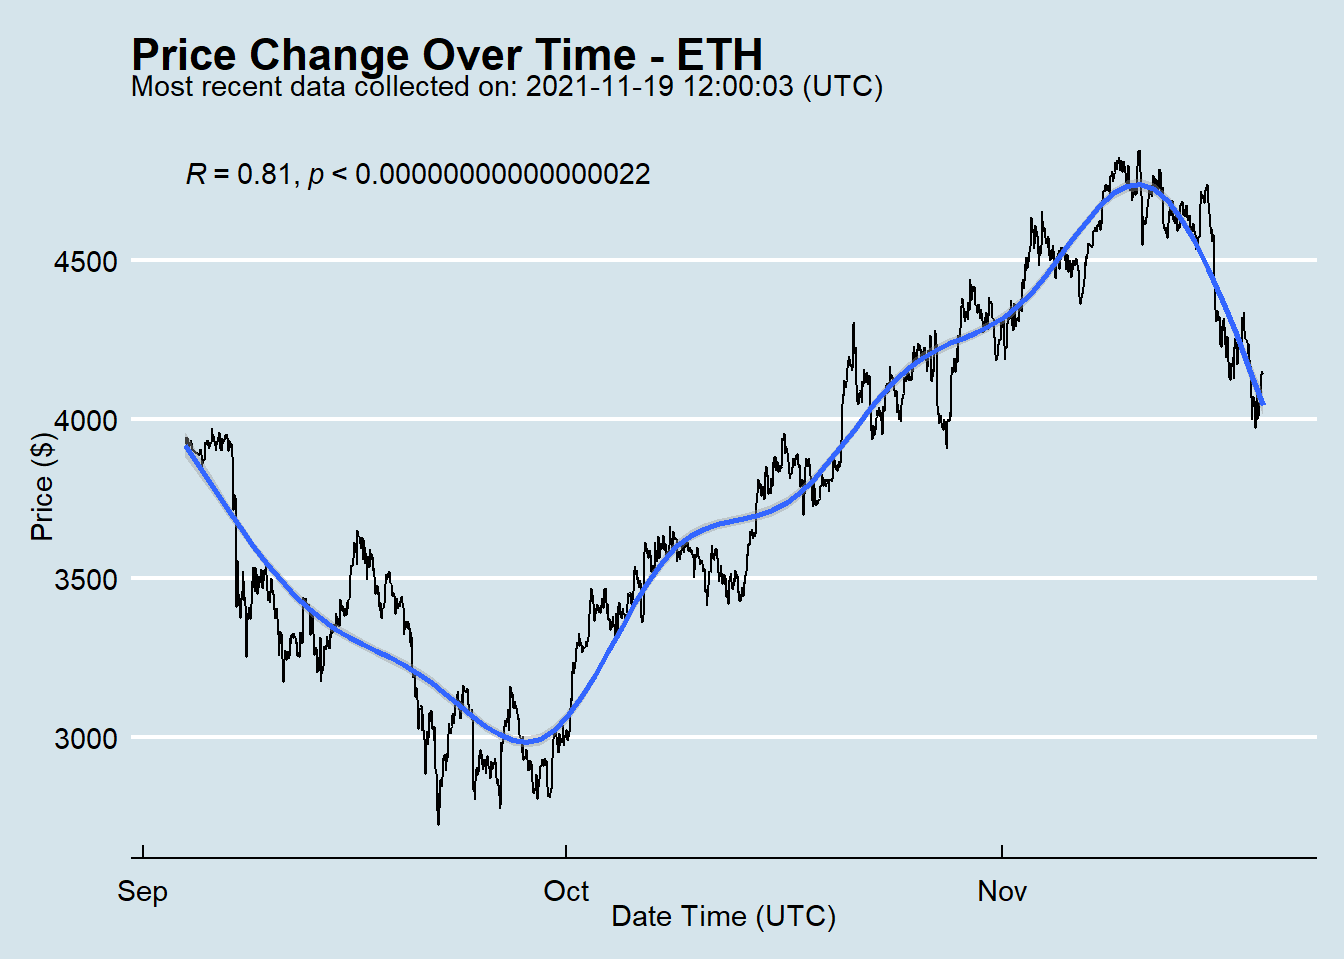 Price Change Over Time - ETH
Most recent data collected on: 2021-11-19 12:00:03 (UTC)
R = 0.81, p < 0.00000000000000022
4500
4000
3500
3000
Price ($)
Sep
Oct
Nov
Date Time (UTC)